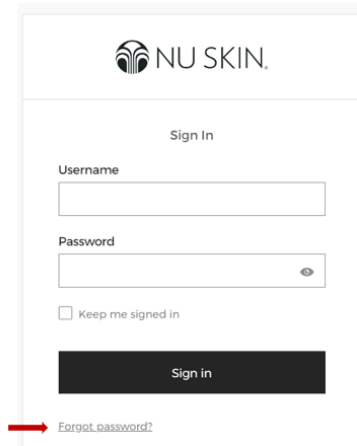 NU SKIN.
Sign In
Username
Password
Keep me signed in
Sign in
Forgot password?